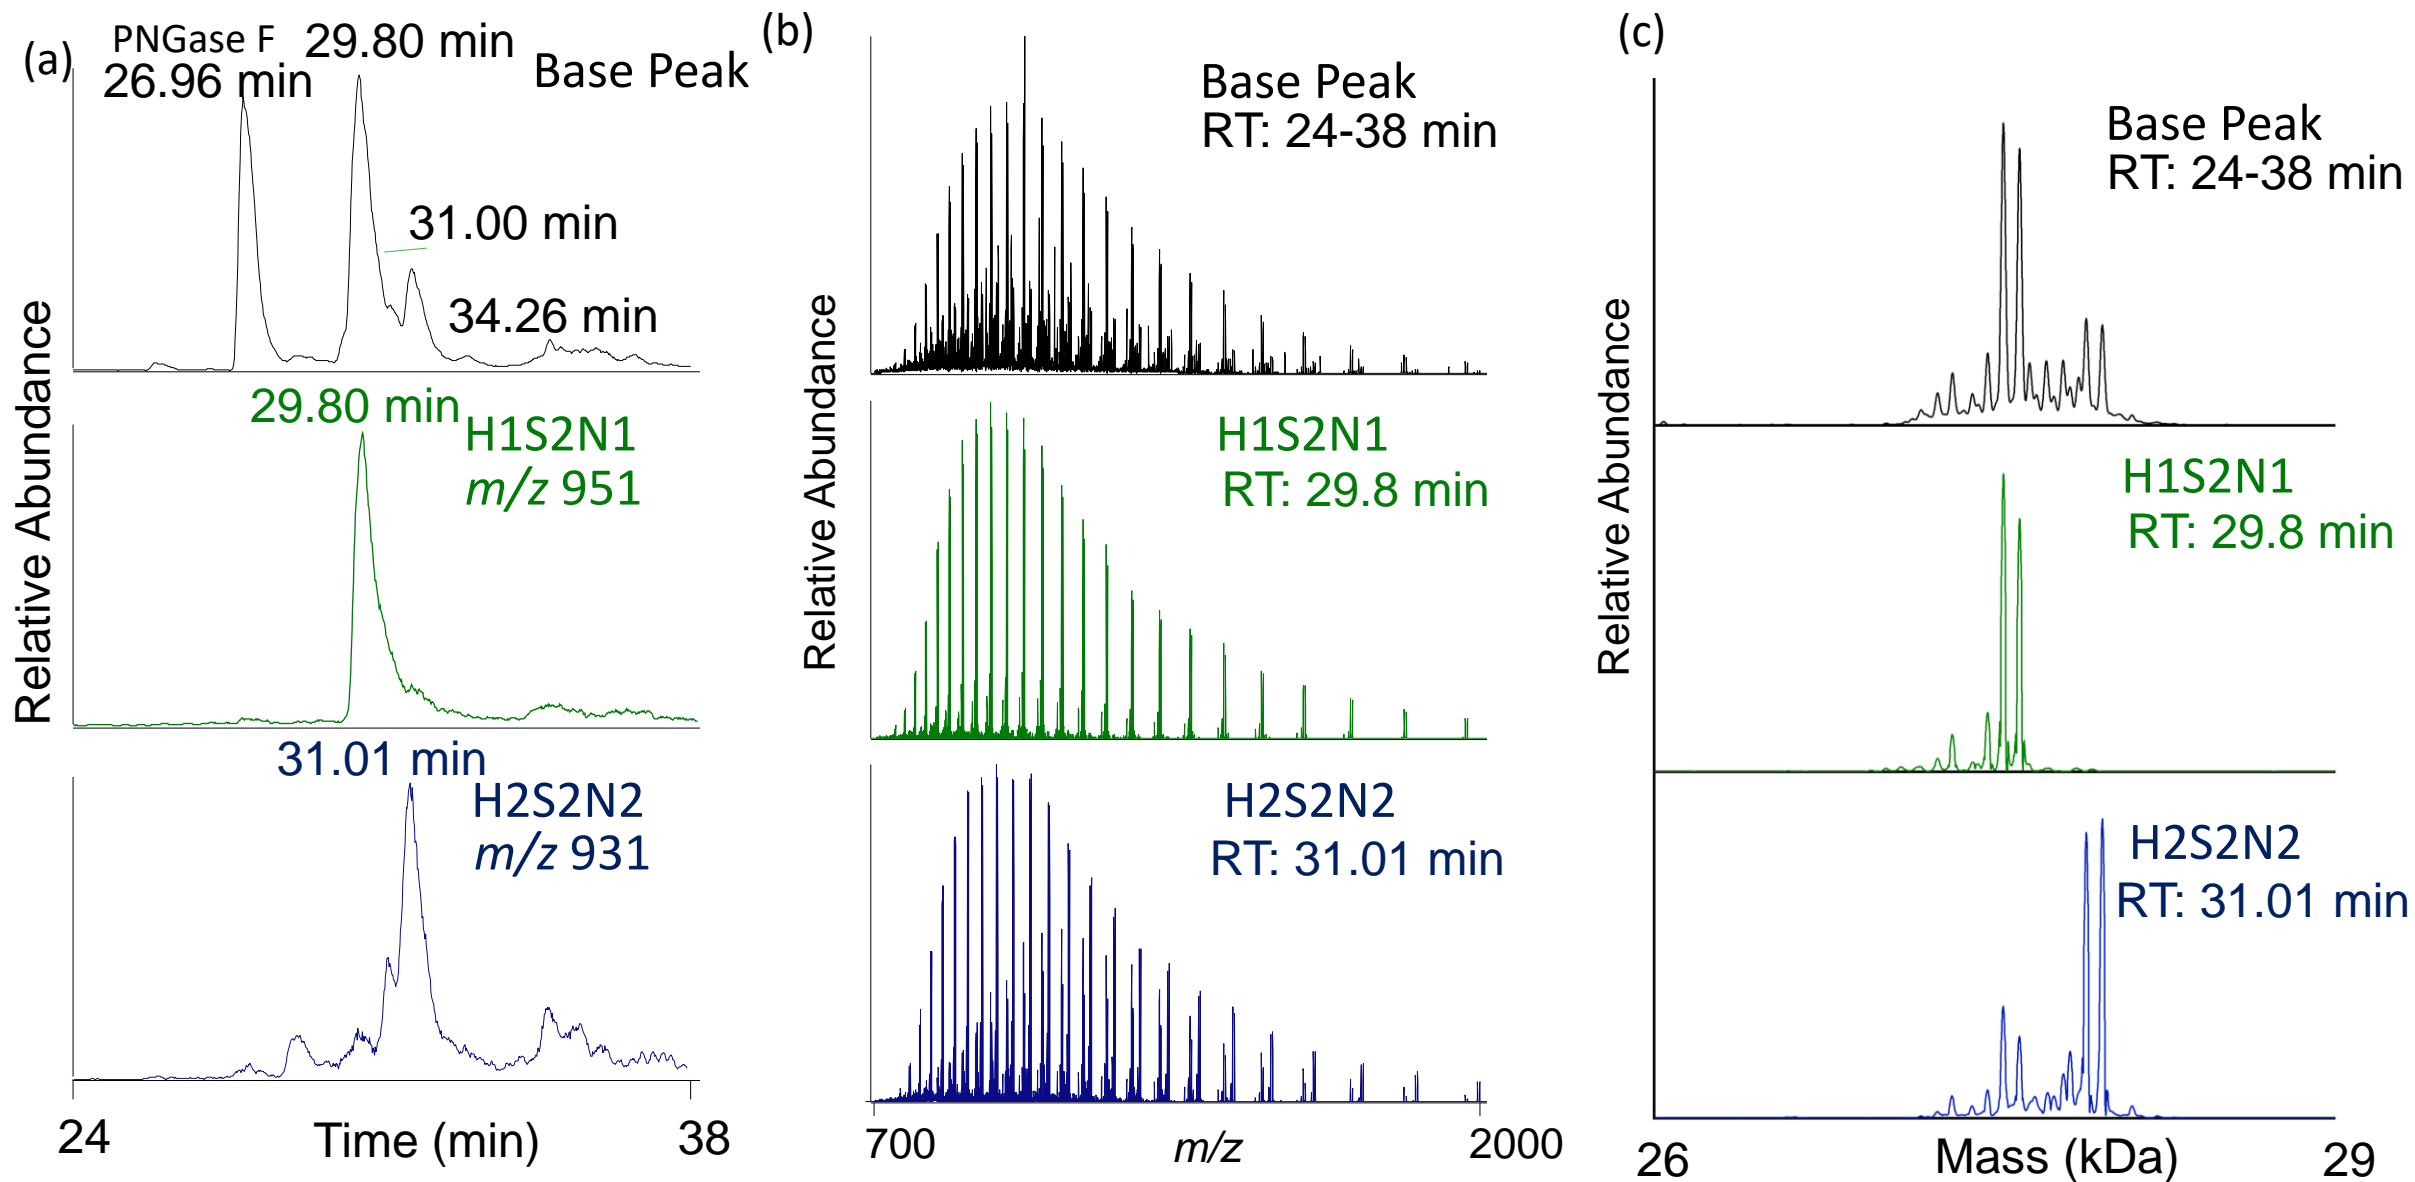 (a)
PNGase F
26.96 min
29.80 min
Base Peak
31.00 min
34.26 min
29.80 min
H1S2N1
m/z 951
31.01 min
H2S2N2
m/z 931
Relative Abundance
24
Time (min)
38
(b)
Base Peak
RT: 24-38 min
H1S2N1
RT: 29.8 min
H2S2N2
RT: 31.01 min
Relative Abundance
700
m/z
2000
(c)
Base Peak
RT: 24-38 min
H1S2N1
RT: 29.8 min
H2S2N2
RT: 31.01 min
Relative Abundance
26
Mass (kDa)
29